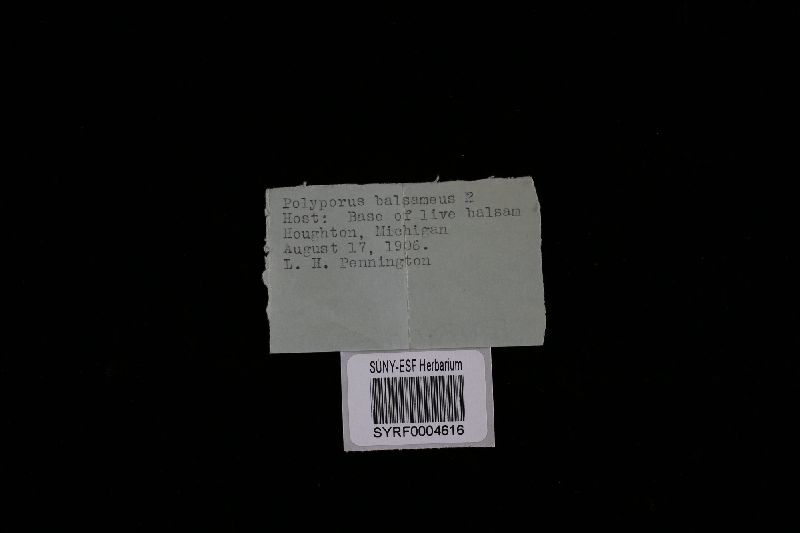 Polyporus balsameus 2
Host: Base of live balsam
Houghton, Michigan
August 17, 1906.
L. H. Pennington
SUNY-ESF Herbarium
SYRF0004616